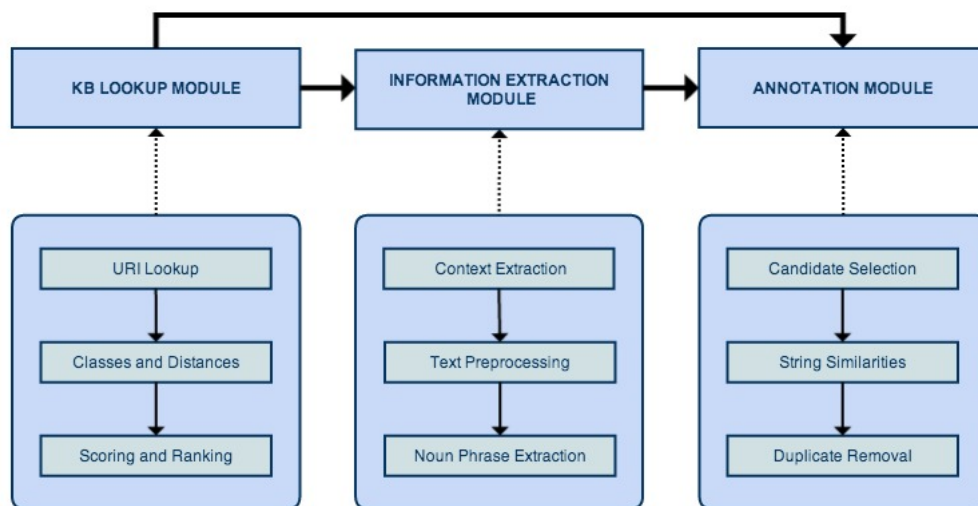 KB LOOKUP MODULE
INFORMATION EXTRACTION
MODULE
ANNOTATION MODULE
URI Lookup
Classes and Distances
Scoring and Ranking
Context Extraction
Text Preprocessing
Noun Phrase Extraction
Candidate Selection
String Similarities
Duplicate Removal